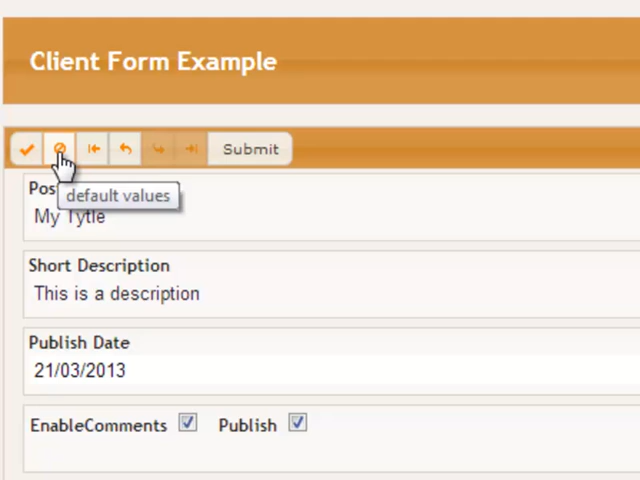 Client Form Example
Submit
default values
My Tytle
Short Description
This is a description
Publish Date
21/03/2013
EnableComments Publish